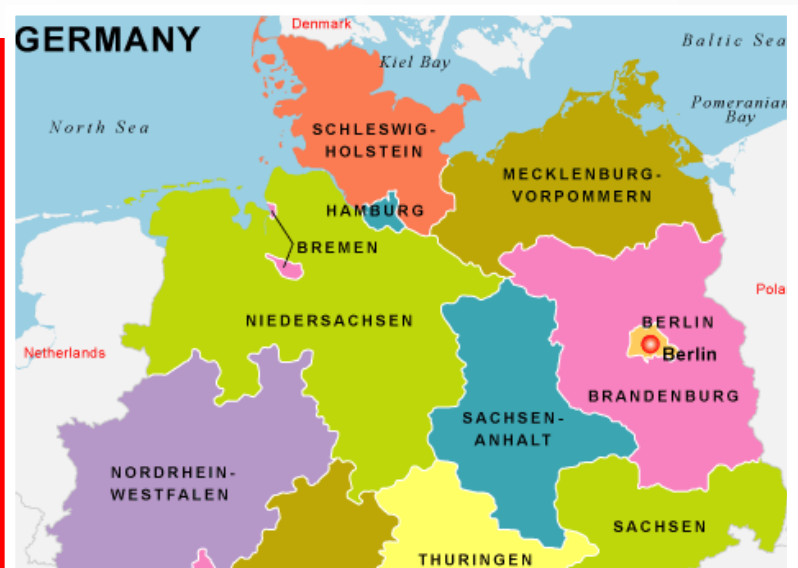 GERMANY
Denmark
Kiel Bay
Baltic Sea
North Sea
Pomeranian
Bay
SCHLESWIG-
HOLSTEIN
MECKLENBURG-
VORPOMMERN
HAMBURG
BREMEN
NIEDERSACHSEN
BERLIN
Berlin
Pola
Netherlands
BRANDENBURG
SACHSEN-
ANHALT
NORDRHEIN-
WESTFALEN
SACHSEN
THURINGEN